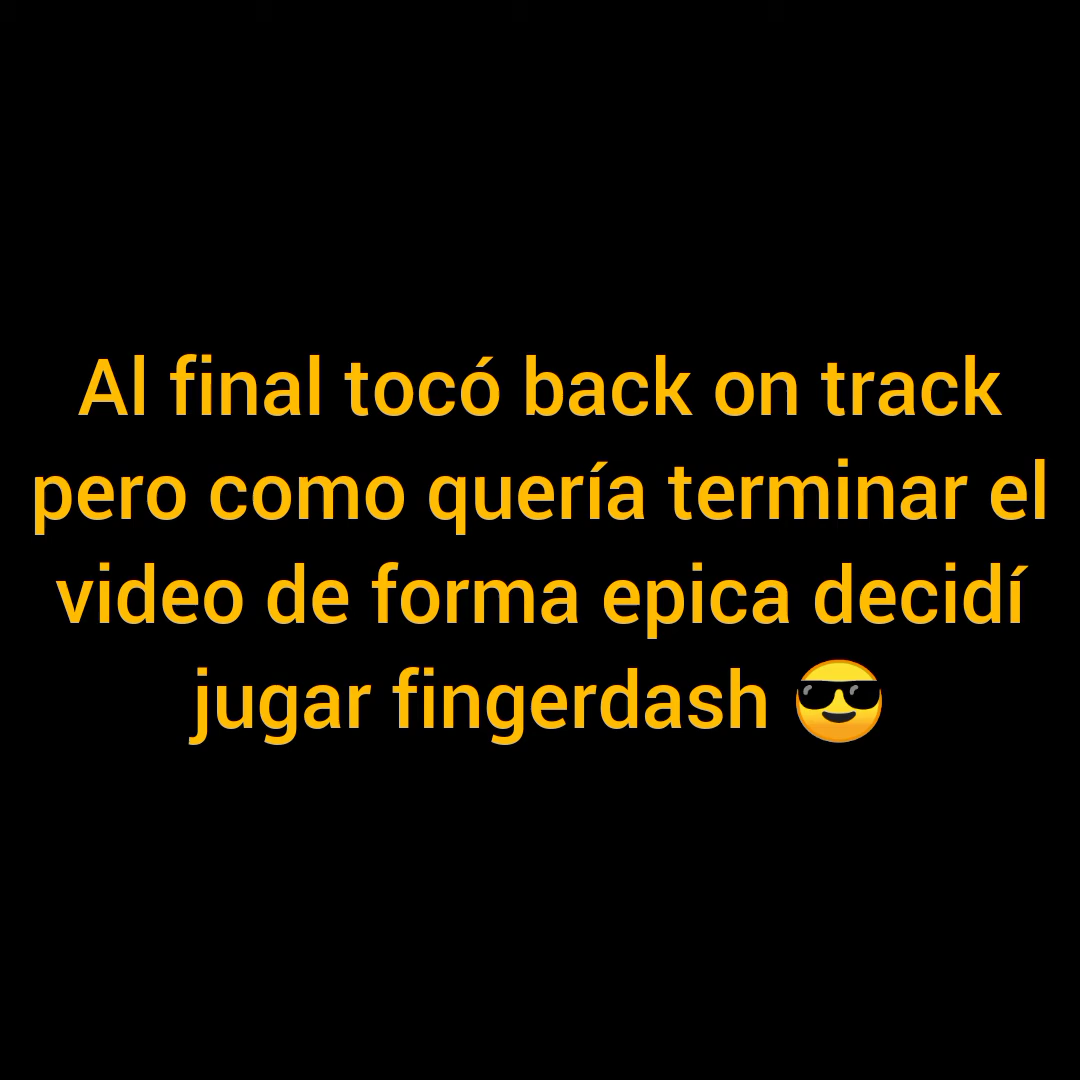 Al final tocó back on track
pero como quería terminar el
video de forma epica decidí
jugar fingerdash 😎